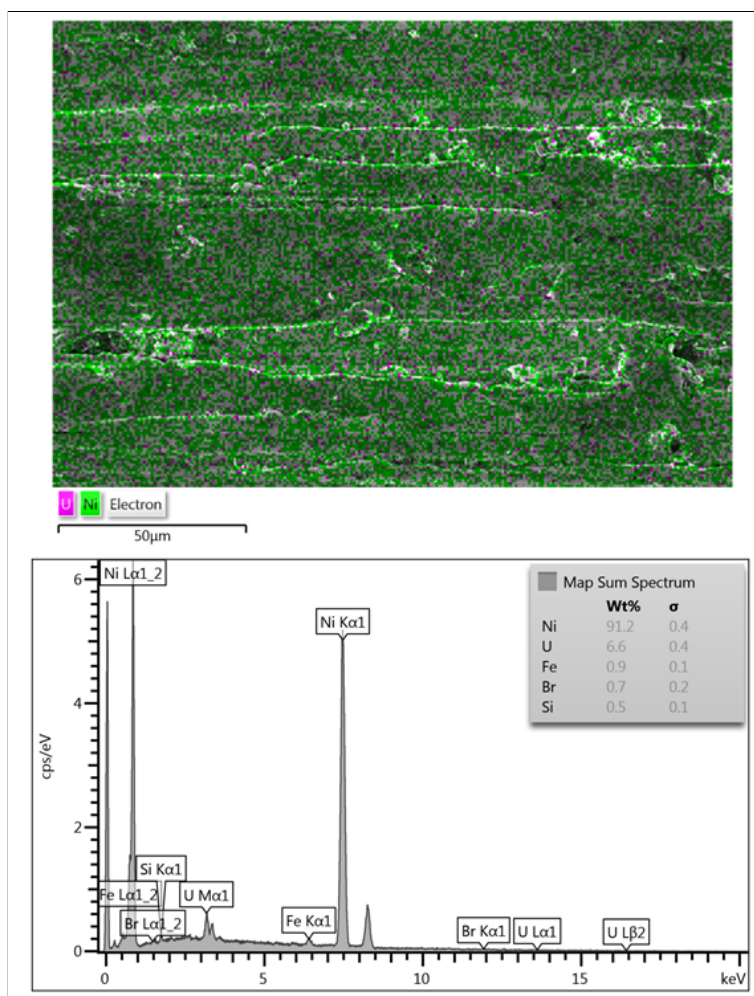 U Ni Electron
50μm
Map Sum Spectrum
Wt% σ
Ni 91.2 0.4
U 6.6 0.4
Fe 0.9 0.1
Br 0.7 0.2
Si 0.5 0.1
cps/eV
6
4
2
0
Ni Lα1_2
Ni Kα1
Si Kα1
Fe Lα1_2
U Mα1
Br Lα1_2
Fe Kα1
Br Kα1
U Lα1
U Lβ2
0 5 10 15 keV